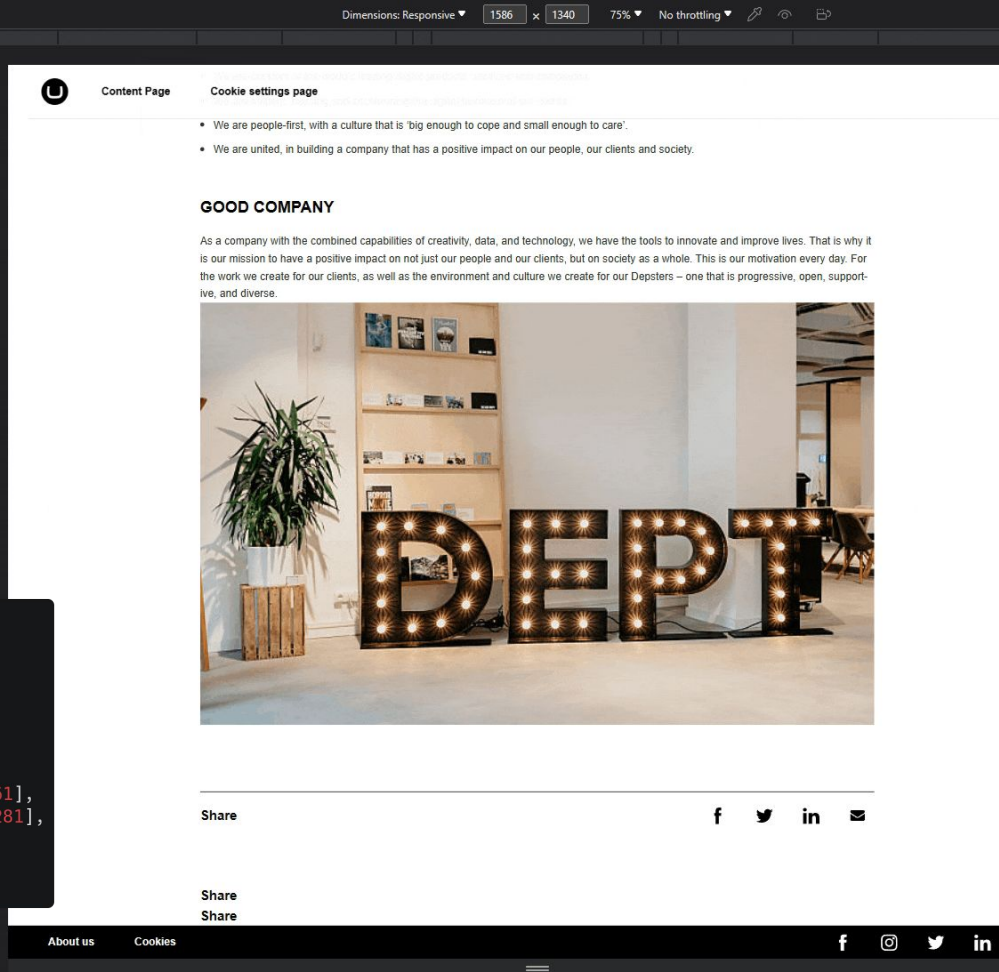 Dimensions: Responsive
1586 x 1340
75%
No throttling
Content Page
Cookie settings page
• We are people-first, with a culture that is ‘big enough to cope and small enough to care’.
• We are united, in building a company that has a positive impact on our people, our clients and society.
GOOD COMPANY
As a company with the combined capabilities of creativity, data, and technology, we have the tools to innovate and improve lives. That is why it
is our mission to have a positive impact on not just our people and our clients, but on society as a whole. This is our motivation every day. For
the work we create for our clients, as well as the environment and culture we create for our Depsters – one that is progressive, open, support-
ive, and diverse.
DEPT
51],
281],
Share
Share
Share
About us
Cookies